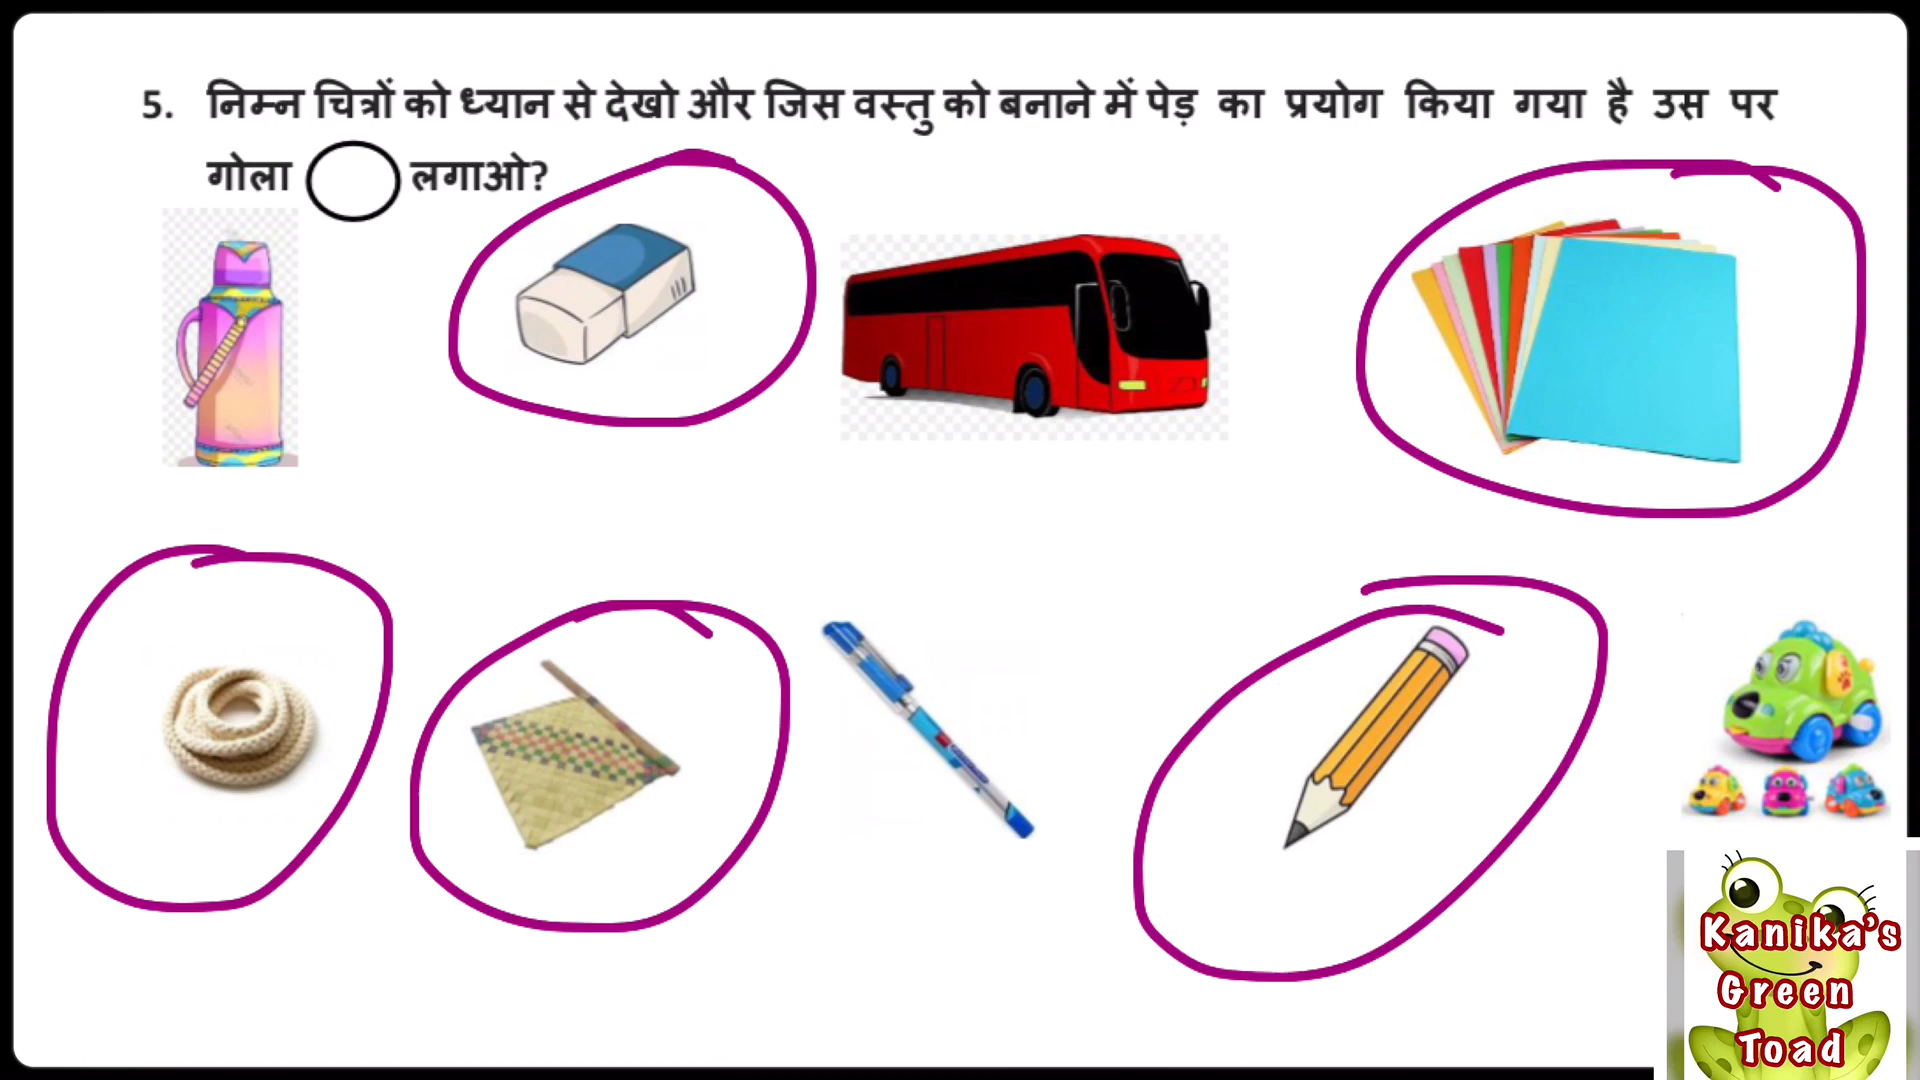 5. निम्न चित्रों को ध्यान से देखो और जिस वस्तु को बनाने में पेड़ का प्रयोग किया गया है उस पर
गोला लगाओ?
Kanika's
Green
Toad